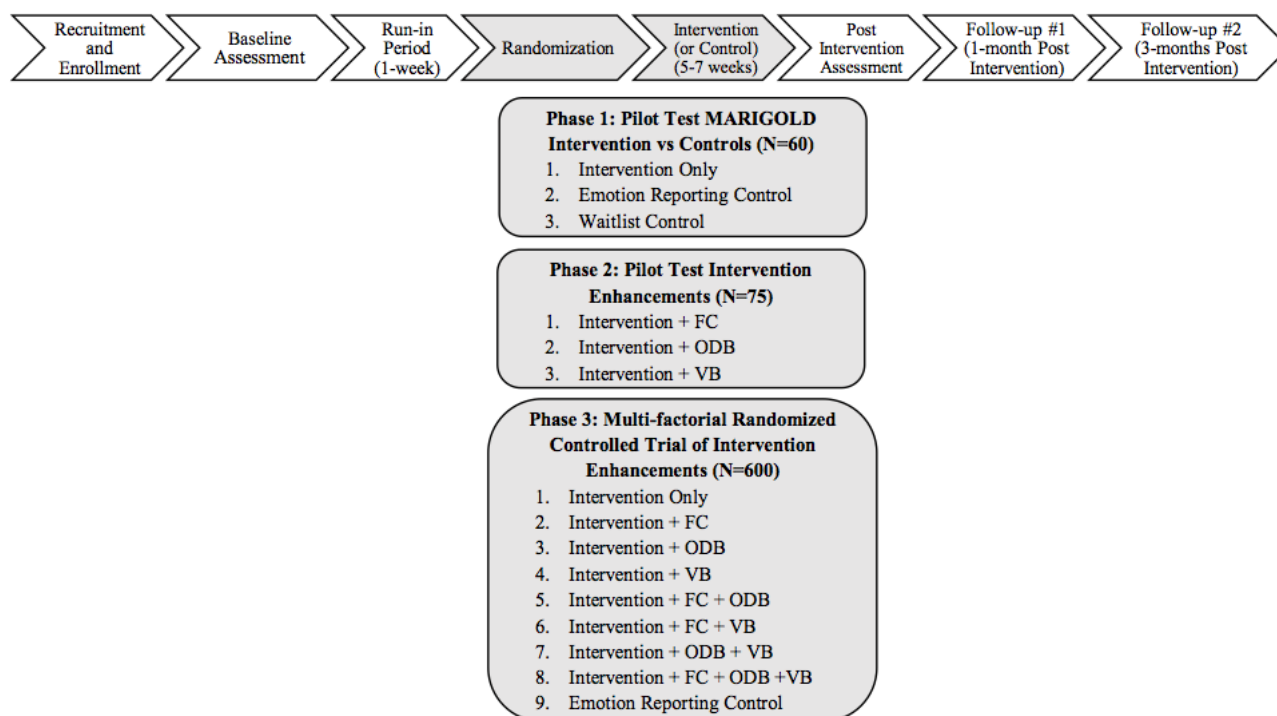 Recruitment
and
Enrollment
Baseline
Assessment
Run-in
Period
(1-week)
Randomization
Intervention
(or Control)
(5-7 weeks)
Post
Intervention
Assessment
Follow-up #1
(1-month Post
Intervention)
Follow-up #2
(3-months Post
Intervention)
Phase 1: Pilot Test MARIGOLD
Intervention vs Controls (N=60)
1. Intervention Only
2. Emotion Reporting Control
3. Waitlist Control
Phase 2: Pilot Test Intervention
Enhancements (N=75)
1. Intervention + FC
2. Intervention + ODB
3. Intervention + VB
Phase 3: Multi-factorial Randomized
Controlled Trial of Intervention
Enhancements (N=600)
1. Intervention Only
2. Intervention + FC
3. Intervention + ODB
4. Intervention + VB
5. Intervention + FC + ODB
6. Intervention + FC + VB
7. Intervention + ODB + VB
8. Intervention + FC + ODB +VB
9. Emotion Reporting Control